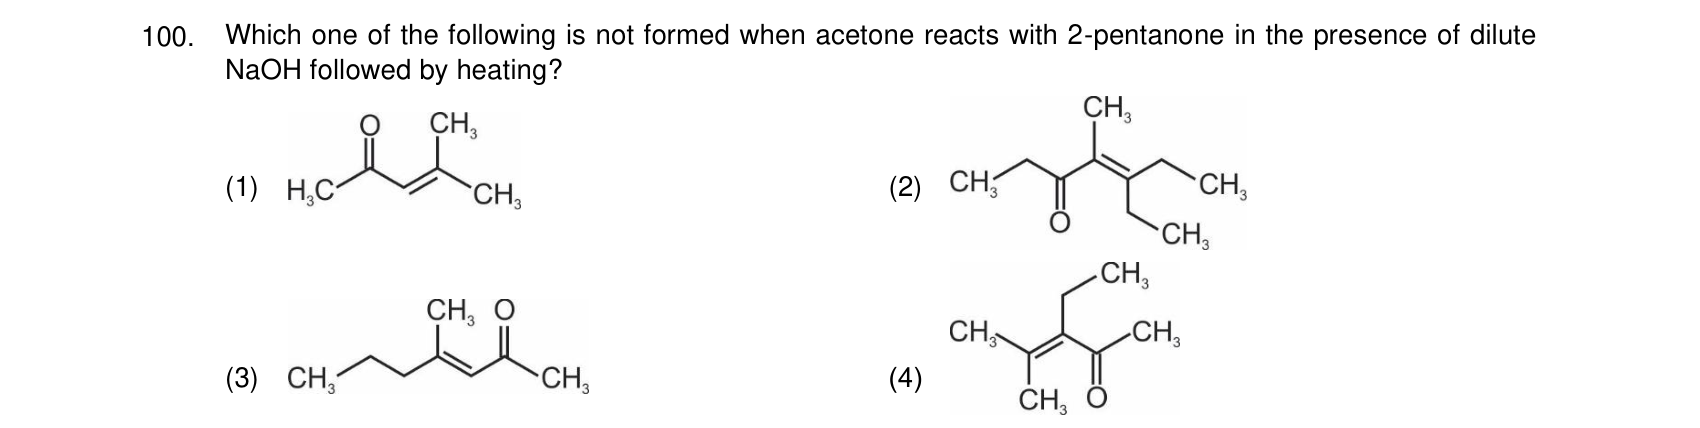 100. Which one of the following is not formed when acetone reacts with 2-pentanone in the presence of dilute
NaOH followed by heating?
(1) H₃C O CH₃ CH₃
(2) CH₃ O CH₃ CH₃ CH₃
(3) CH₃ CH₃ O CH₃
(4) CH₃ CH₃ CH₃ CH₃ O